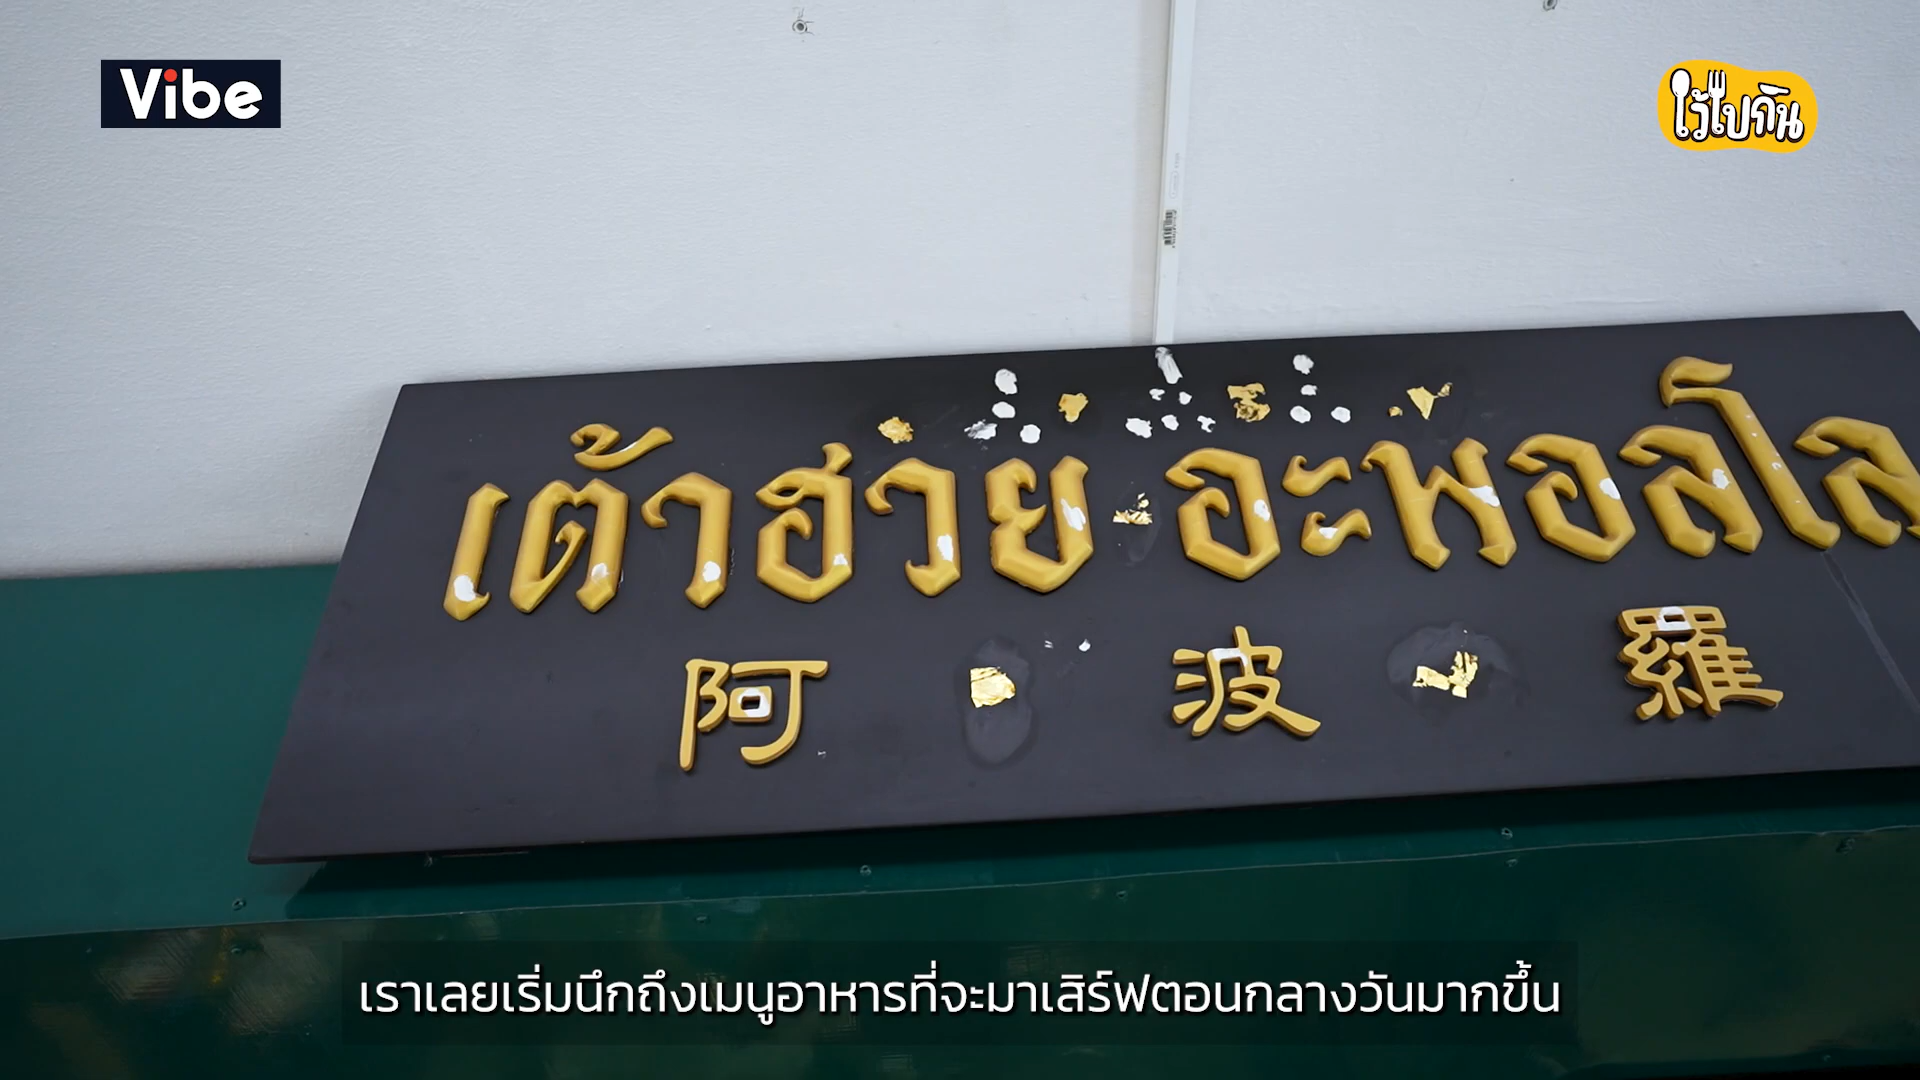 Vibe
ไว้ไปกิน
เต้าฮวย อะพอลโล
阿波羅
เราเลยเริ่มนึกถึงเมนูอาหารที่จะมาเสิร์ฟตอนกลางวันมากขึ้น